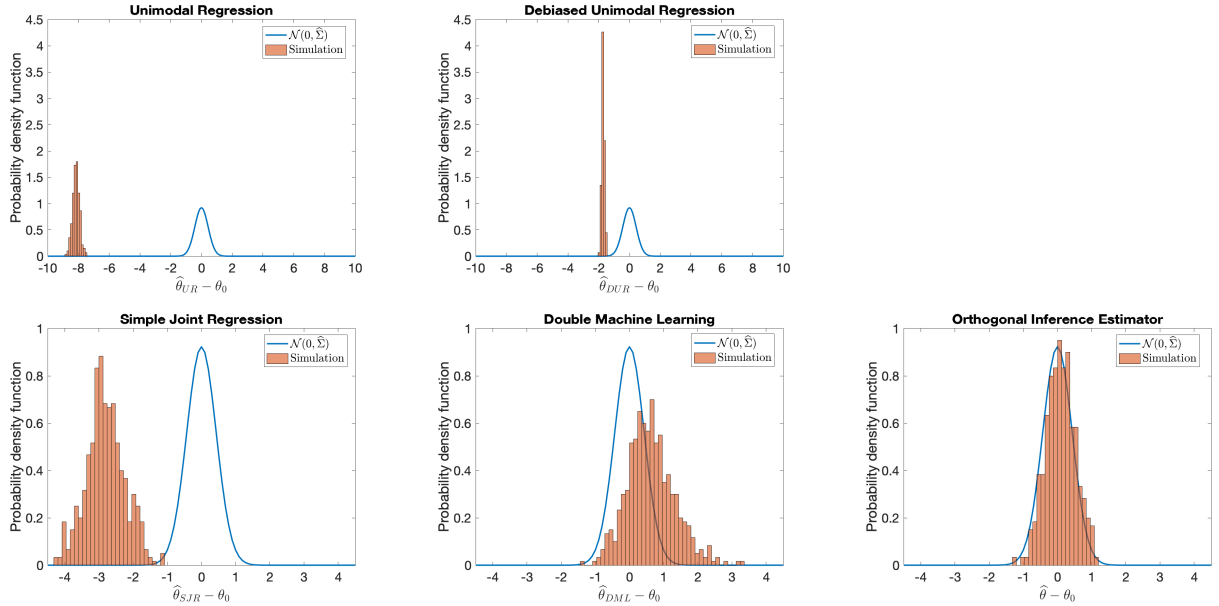 Unimodal Regression
Probability density function
4.5
4
3.5
3
2.5
2
1.5
1
0.5
0
-10 -8 -6 -4 -2 0 2 4 6 8 10
𝒩(0, Σ̂)
Simulation
θ̂_UR − θ_0
Debiased Unimodal Regression
Probability density function
4.5
4
3.5
3
2.5
2
1.5
1
0.5
0
-10 -8 -6 -4 -2 0 2 4 6 8 10
𝒩(0, Σ̂)
Simulation
θ̂_DUR − θ_0
Simple Joint Regression
Probability density function
1
0.8
0.6
0.4
0.2
0
-4 -3 -2 -1 0 1 2 3 4
𝒩(0, Σ̂)
Simulation
θ̂_SJR − θ_0
Double Machine Learning
Probability density function
1
0.8
0.6
0.4
0.2
0
-4 -3 -2 -1 0 1 2 3 4
𝒩(0, Σ̂)
Simulation
θ̂_DML − θ_0
Orthogonal Inference Estimator
Probability density function
1
0.8
0.6
0.4
0.2
0
-4 -3 -2 -1 0 1 2 3 4
𝒩(0, Σ̂)
Simulation
θ̂ − θ_0